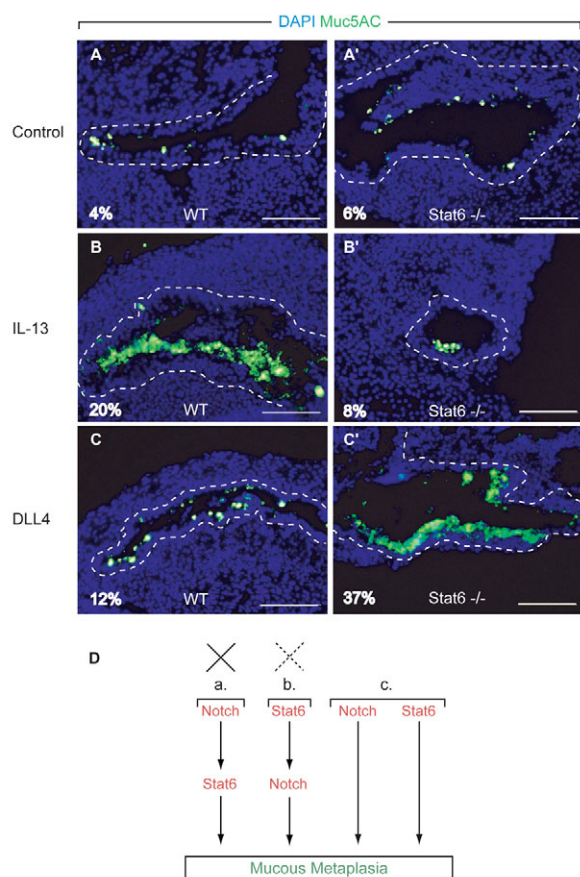 DAPI Muc5AC
A
A'
Control
4%
WT
6%
Stat6 -/-
B
B'
IL-13
20%
WT
8%
Stat6 -/-
C
C'
DLL4
12%
WT
37%
Stat6 -/-
D
a. b. c.
Notch Stat6 Notch Stat6
Stat6 Notch
Mucous Metaplasia